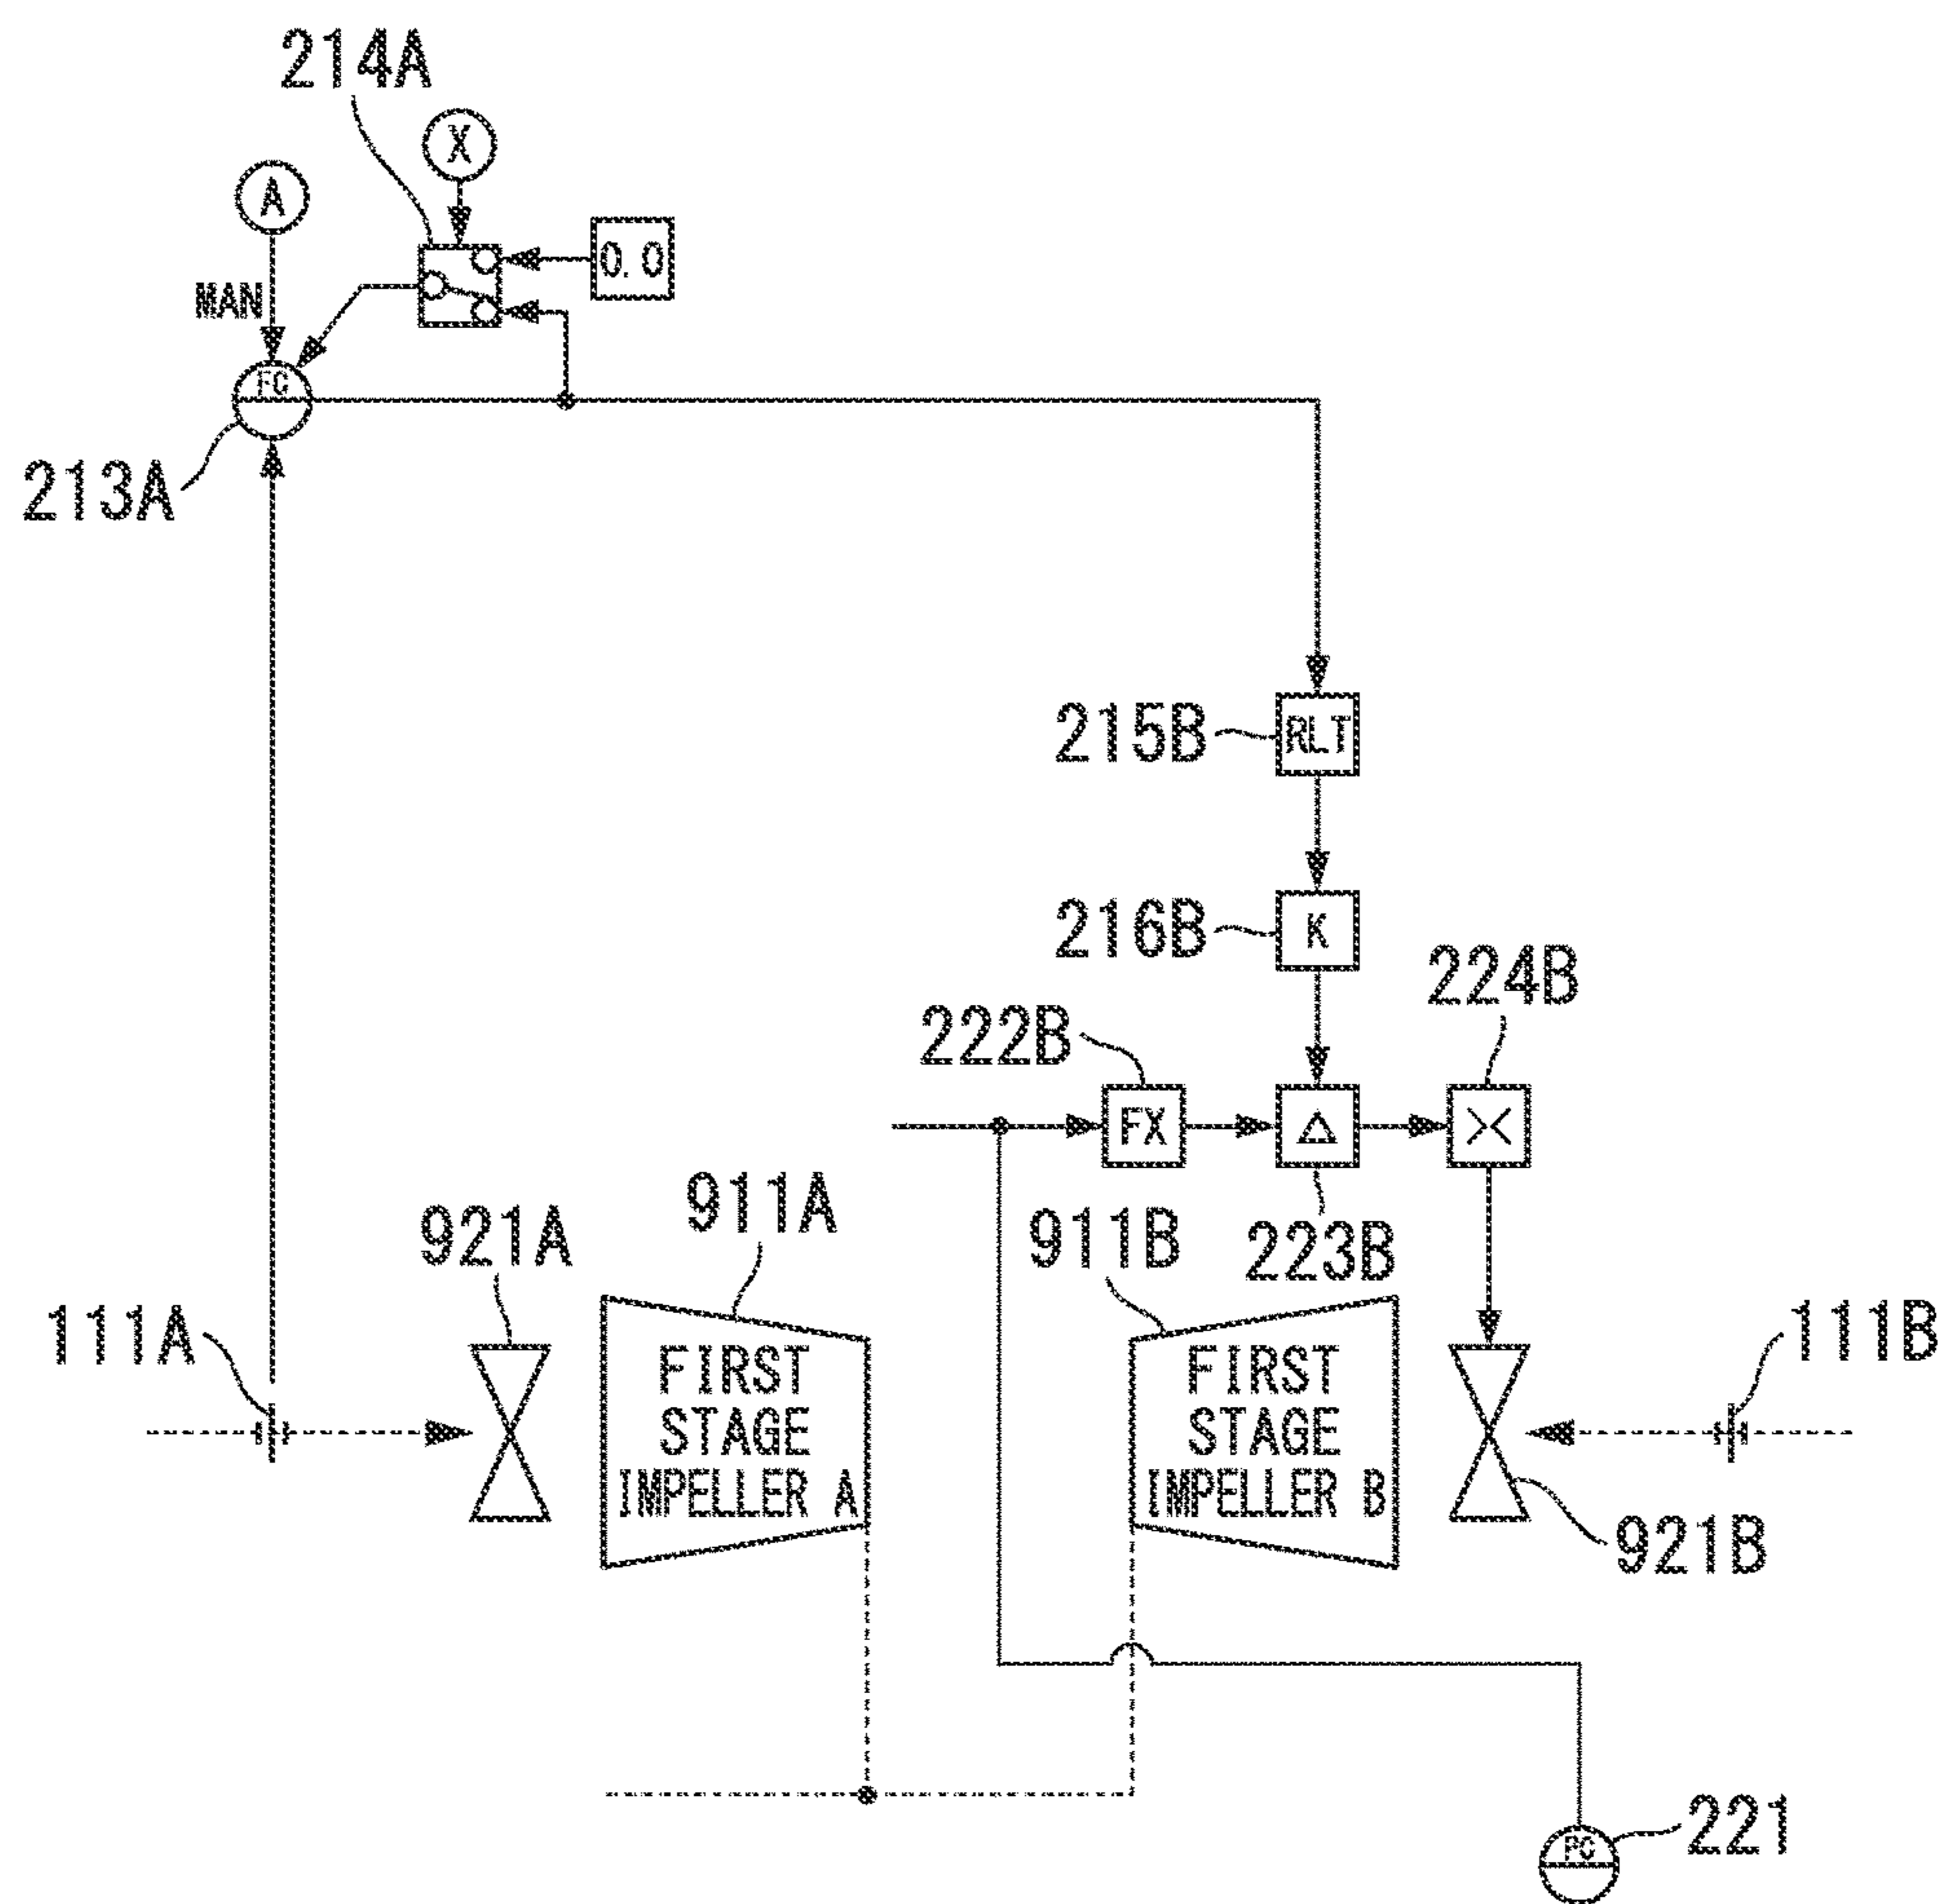 214A
X
A
0.0
MAN
FC
213A
215B
RLT
216B
K
224B
222B
FX
Δ
><
223B
911A
911B
921A
111A
111B
FIRST
STAGE
IMPELLER A
FIRST
STAGE
IMPELLER B
921B
221
PC